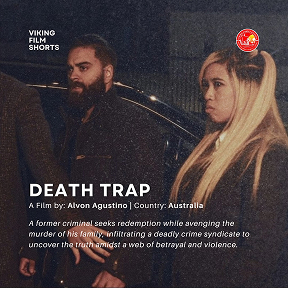 VIKING
FILM
SHORTS
DEATH TRAP
A Film by: Alvon Agustino | Country: Australia
A former criminal seeks redemption while avenging the
murder of his family, infiltrating a deadly crime syndicate to
uncover the truth amidst a web of betrayal and violence.